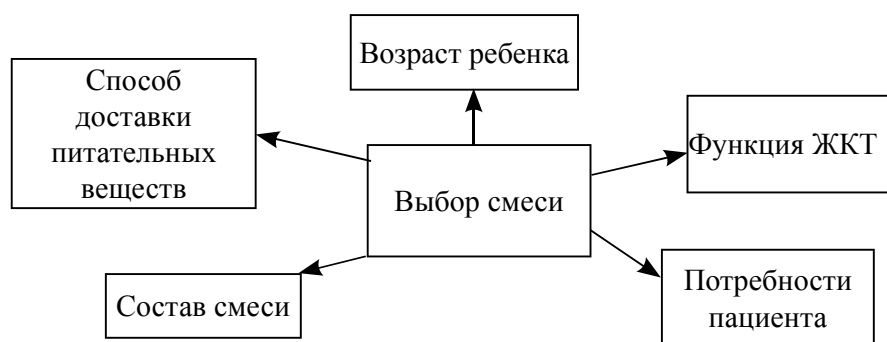 Возраст ребенка
Способ
доставки
питательных
веществ
Функция ЖКТ
Выбор смеси
Состав смеси
Потребности
пациента